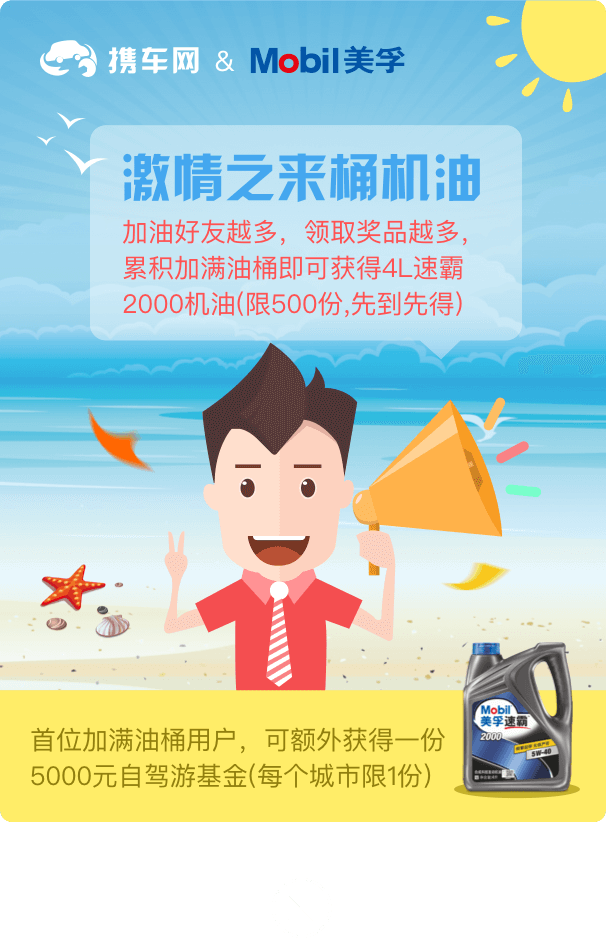 携车网 & Mobil美孚
激情之来桶机油
加油好友越多，领取奖品越多，
累积加满油桶即可获得4L速霸
2000机油(限500份,先到先得)
首位加满油桶用户，可额外获得一份
5000元自驾游基金(每个城市限1份)
Mobil
美孚速霸
2000
5W-40